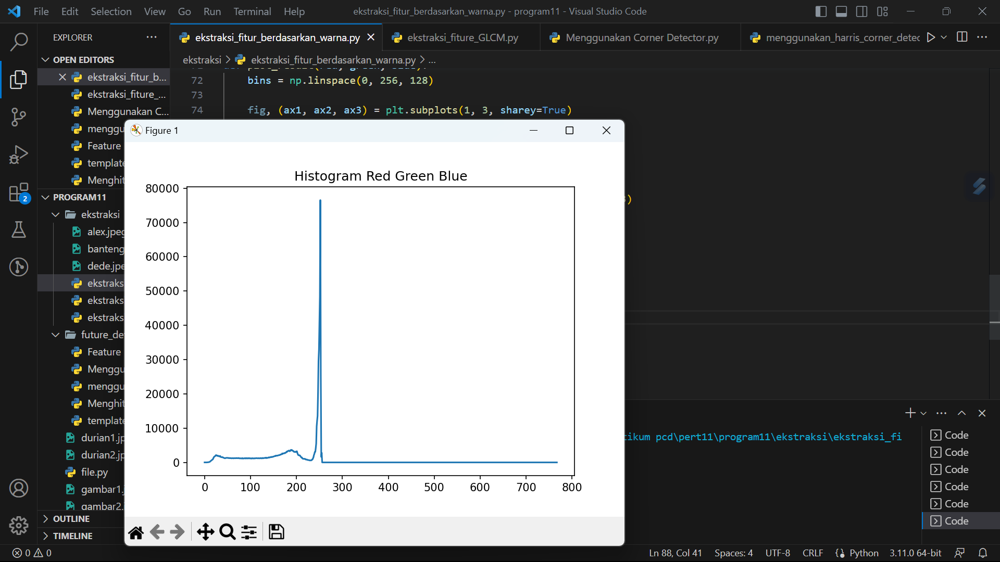 File Edit Selection View Go Run Terminal Help
ekstraksi_fitur_berdasarkan_warna.py - program11 - Visual Studio Code
EXPLORER
ekstraksi_fitur_berdasarkan_warna.py
ekstraksi_fiture_GLCM.py
Menggunakan Corner Detector.py
menggunakan_harris_corner_detec
OPEN EDITORS
ekstraksi > ekstraksi_fitur_berdasarkan_warna.py > ...
ekstraksi_fitur_b...
ekstraksi_fiture_...
Menggunakan C...
menggu
Feature
template
Menghit
72 bins = np.linspace(0, 256, 128)
73
74 fig, (ax1, ax2, ax3) = plt.subplots(1, 3, sharey=True)
)
PROGRAM11
ekstraksi
alex.jpeg
banteng
dede.jpe
ekstraks
ekstraks
ekstraks
future_de
Feature
Menggu
menggu
Menghit
template
durian1.jp
durian2.jp
file.py
gambar1.j
gambar2.
OUTLINE
TIMELINE
2
Figure 1
Histogram Red Green Blue
80000
70000
60000
50000
40000
30000
20000
10000
0
0 100 200 300 400 500 600 700 800
ikum pcd\pert11\program11\ekstraksi\ekstraksi_fi
Code
Code
Code
Code
Code
Code
0 0
Ln 88, Col 41 Spaces: 4 UTF-8 CRLF Python 3.11.0 64-bit